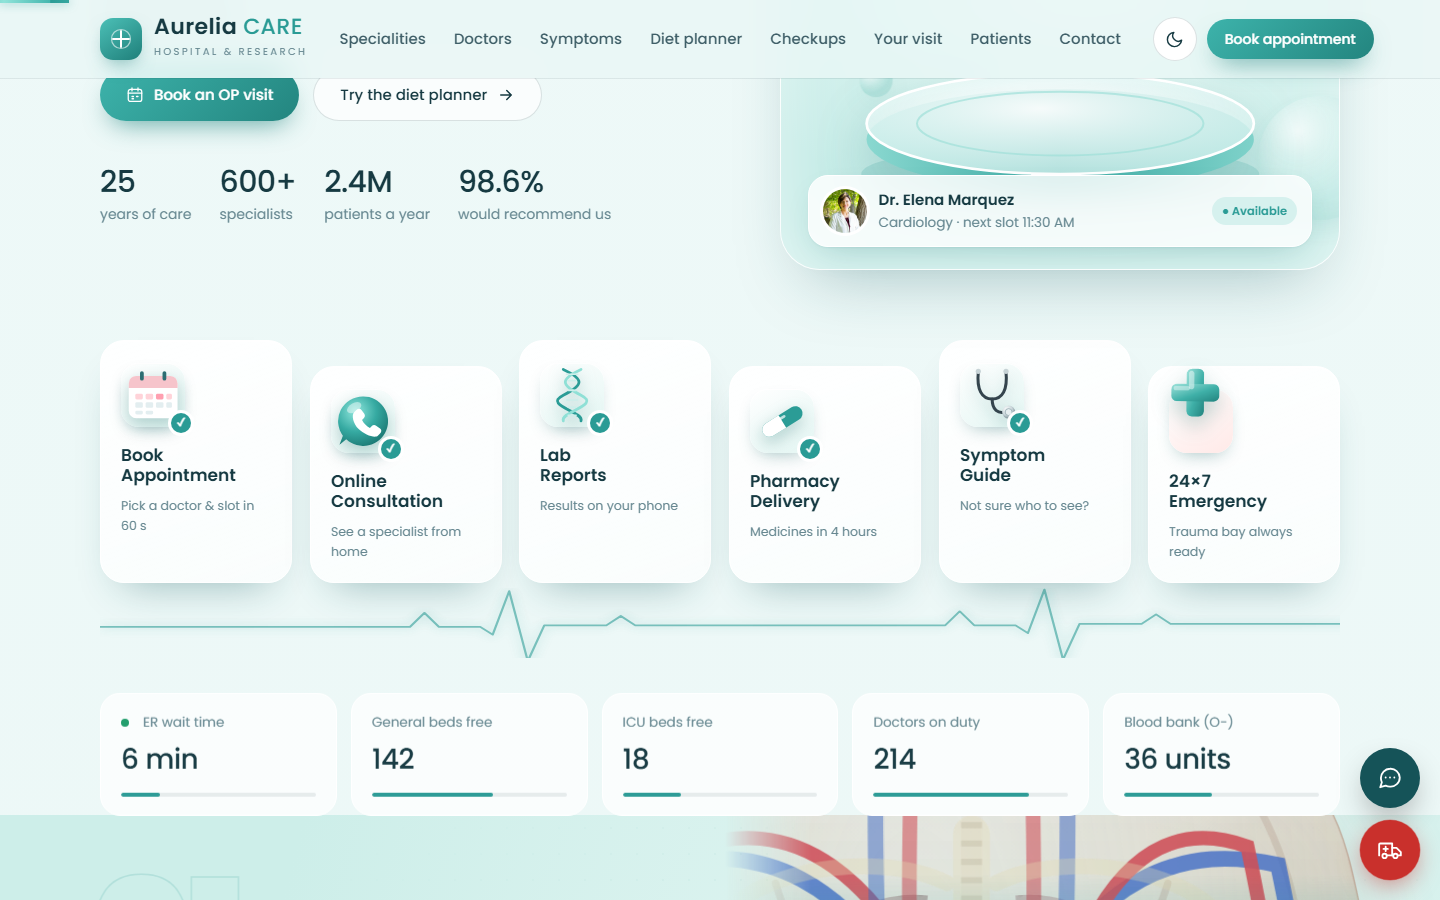 Aurelia CARE
HOSPITAL & RESEARCH
Specialities
Doctors
Symptoms
Diet planner
Checkups
Your visit
Patients
Contact
Book appointment
Book an OP visit
Try the diet planner
25
years of care
600+
specialists
2.4M
patients a year
98.6%
would recommend us
Dr. Elena Marquez
Cardiology · next slot 11:30 AM
Available
Book
Appointment
Pick a doctor & slot in
60 s
Online
Consultation
See a specialist from
home
Lab
Reports
Results on your phone
Pharmacy
Delivery
Medicines in 4 hours
Symptom
Guide
Not sure who to see?
24×7
Emergency
Trauma bay always
ready
ER wait time
6 min
General beds free
142
ICU beds free
18
Doctors on duty
214
Blood bank (O-)
36 units